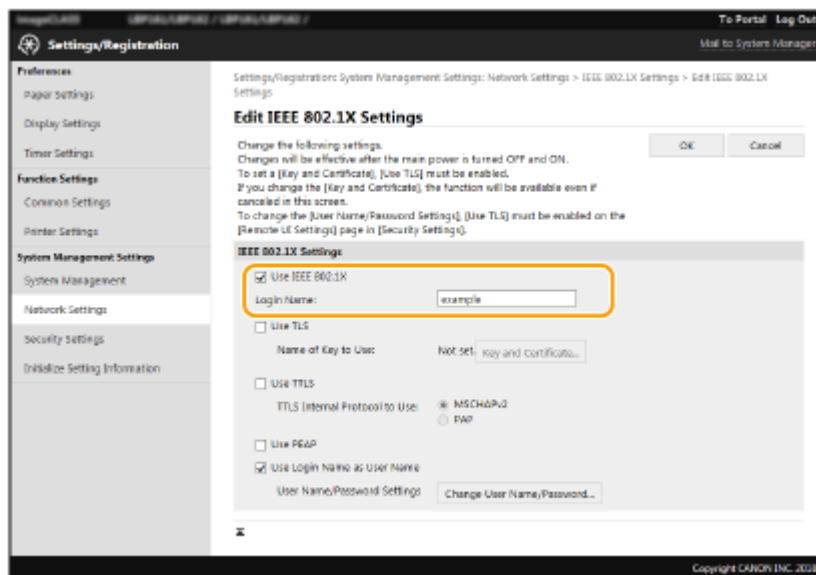 To Portal Log Out
Settings/Registration
Mail to System Manager
Preferences
Paper Settings
Display Settings
Timer Settings
Function Settings
Common Settings
Printer Settings
System Management Settings
System Management
Network Settings
Security Settings
Initialize Setting Information
Settings/Registration: System Management Settings: Network Settings > IEEE 802.1X Settings > Edit IEEE 802.1X
Settings
Edit IEEE 802.1X Settings
OK Cancel
Change the following settings.
Changes will be effective after the main power is turned OFF and ON.
To set a [Key and Certificate], [Use TLS] must be enabled.
If you change the [Key and Certificate], the function will be available even if
canceled in this screen.
To change the [User Name/Password Settings], [Use TLS] must be enabled on the
[Remote UI Settings] page in [Security Settings].
IEEE 802.1X Settings
Use IEEE 802.1X
Login Name: example
Use TLS
Name of Key to Use: Not set. Key and Certificate...
Use TTLS
TTLS Internal Protocol to Use: MSCHAPv2
PAP
Use PEAP
Use Login Name as User Name
User Name/Password Settings Change User Name/Password...
Copyright CANON INC. 2018